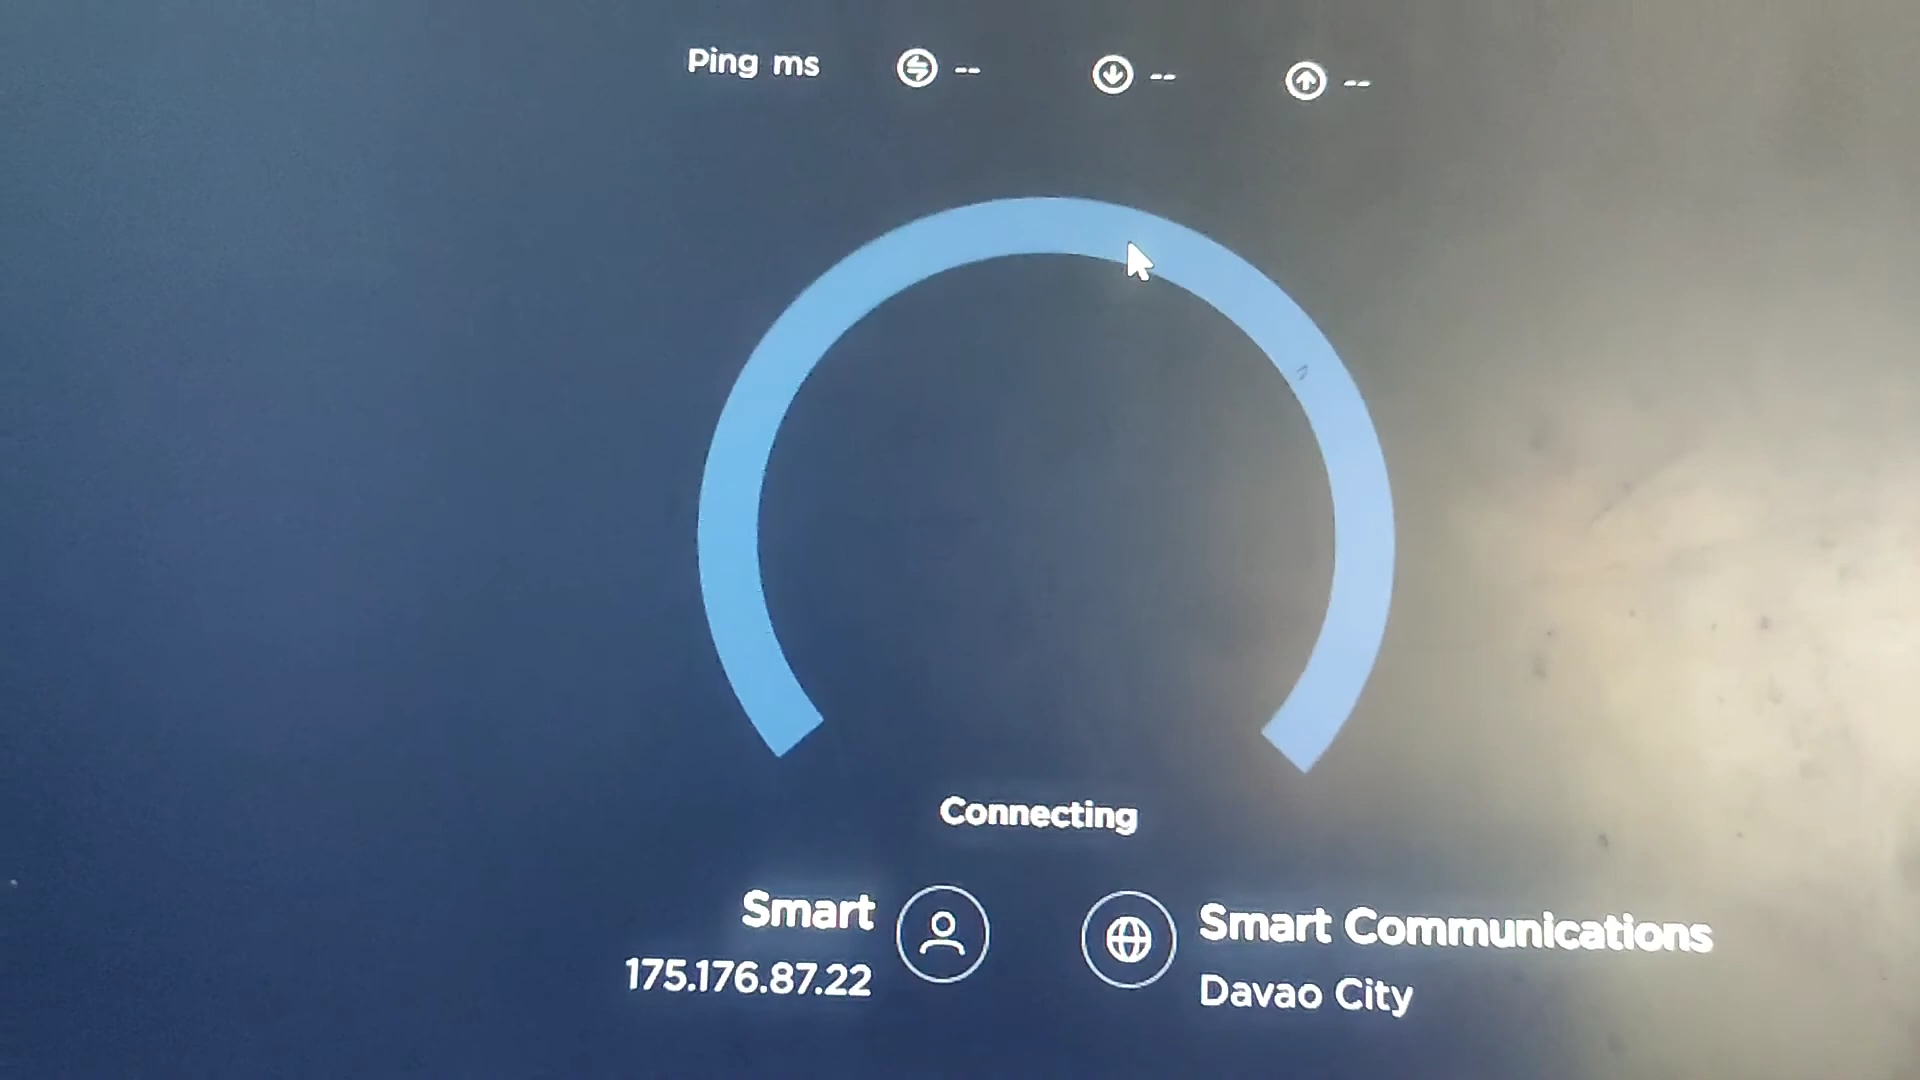 Ping ms -- -- --
Connecting
Smart
175.176.87.22
Smart Communications
Davao City